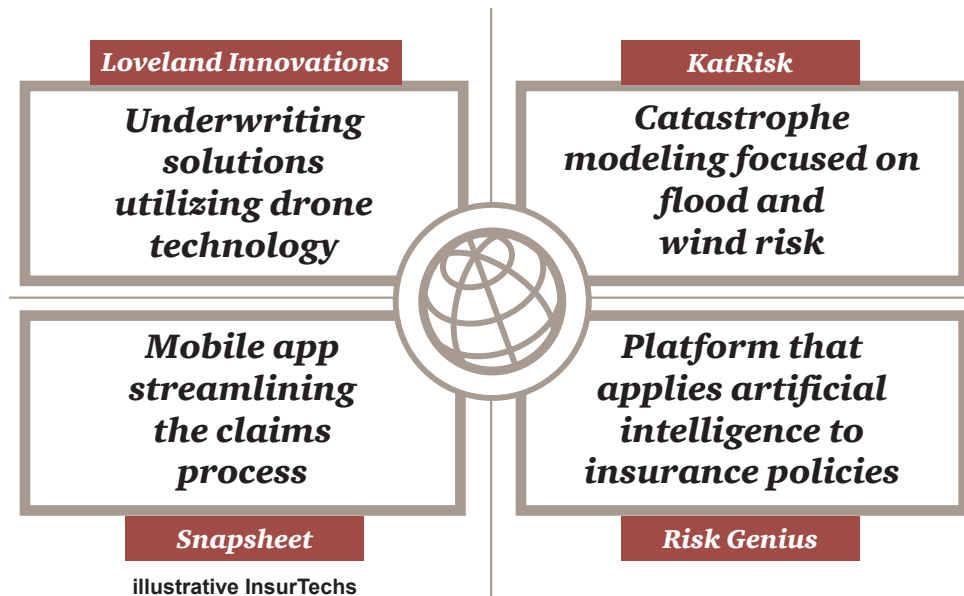 Loveland Innovations
Underwriting
solutions
utilizing drone
technology
KatRisk
Catastrophe
modeling focused on
flood and
wind risk
Mobile app
streamlining
the claims
process
Snapsheet
Platform that
applies artificial
intelligence to
insurance policies
Risk Genius
illustrative InsurTechs